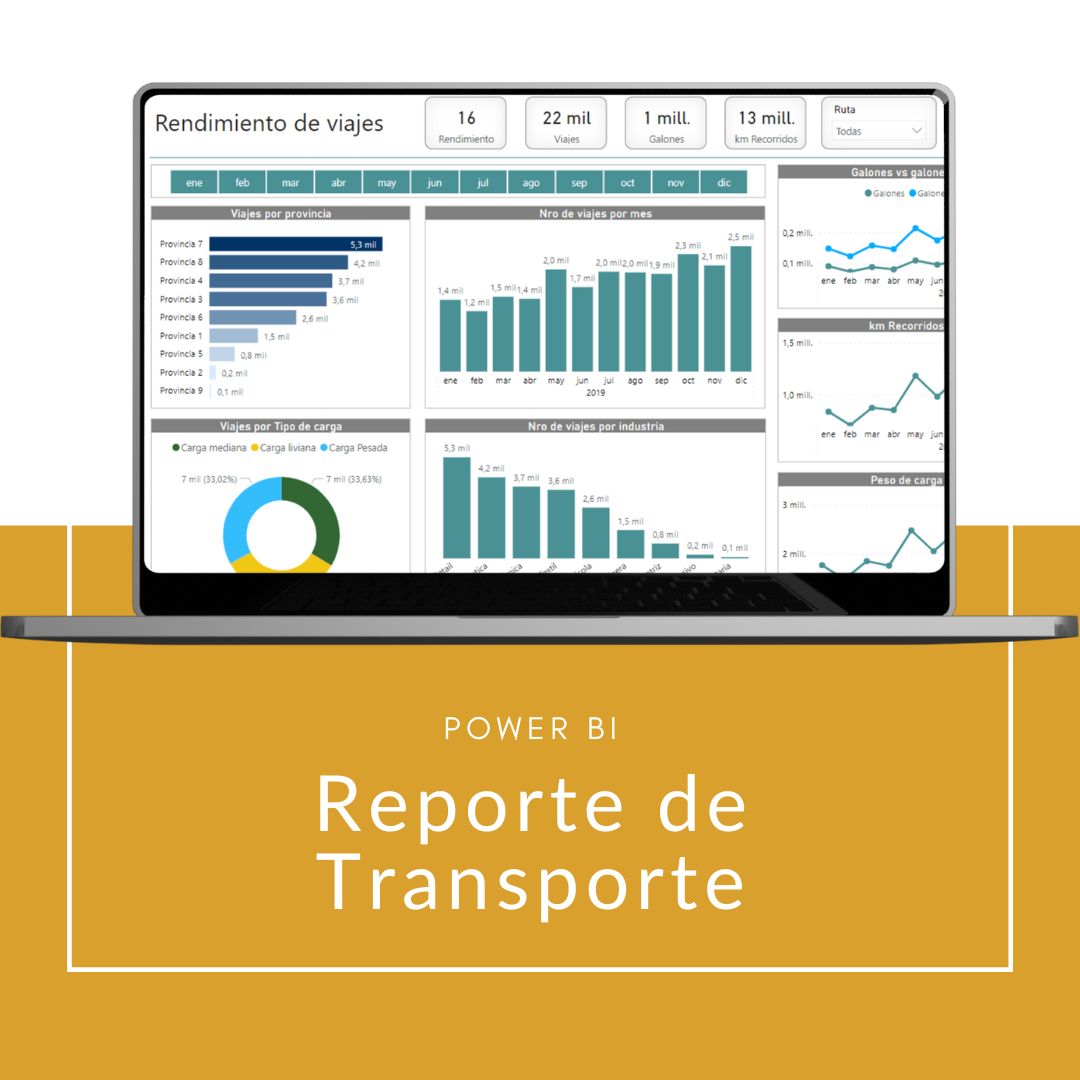 Rendimiento de viajes
16
Rendimiento
22 mil
Viajes
1 mill.
Galones
13 mill.
km Recorridos
Ruta
Todas
ene feb mar abr may jun jul ago sep oct nov dic
Viajes por provincia
Provincia 7 5,3 mil
Provincia 8 4,2 mil
Provincia 4 3,7 mil
Provincia 3 3,6 mil
Provincia 6 2,6 mil
Provincia 1 1,5 mil
Provincia 5 0,8 mil
Provincia 2 0,2 mil
Provincia 9 0,1 mil
Nro de viajes por mes
1,4 mil 1,2 mil 1,5 mil 1,4 mil 2,0 mil 1,7 mil 2,0 mil 2,0 mil 1,9 mil 2,3 mil 2,1 mil 2,5 mil
ene feb mar abr may jun jul ago sep oct nov dic
2019
Galones vs galone
Galones Galone
0,2 mill.
0,1 mill.
ene feb mar abr may jun
km Recorridos
1,5 mill.
1,0 mill.
ene feb mar abr may jun
Viajes por Tipo de carga
Carga mediana Carga liviana Carga Pesada
7 mil (33,02%) 7 mil (33,63%)
Nro de viajes por industria
5,3 mil 4,2 mil 3,7 mil 3,6 mil 2,6 mil 1,5 mil 0,8 mil 0,2 mil 0,1 mil
Peso de carga
3 mill.
2 mill.
POWER BI
Reporte de
Transporte